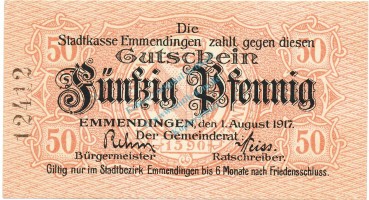 Die
Stadtkasse Emmendingen zahlt gegen diesen
Gutschein
50 50
Fünfzig Pfennig
12412
EMMENDINGEN, den 1. August 1917.
Der Gemeinderat:
50 1590 50
Bürgermeister Ratschreiber.
Giltig nur im Stadtbezirk Emmendingen bis 6 Monate nach Friedensschluss.